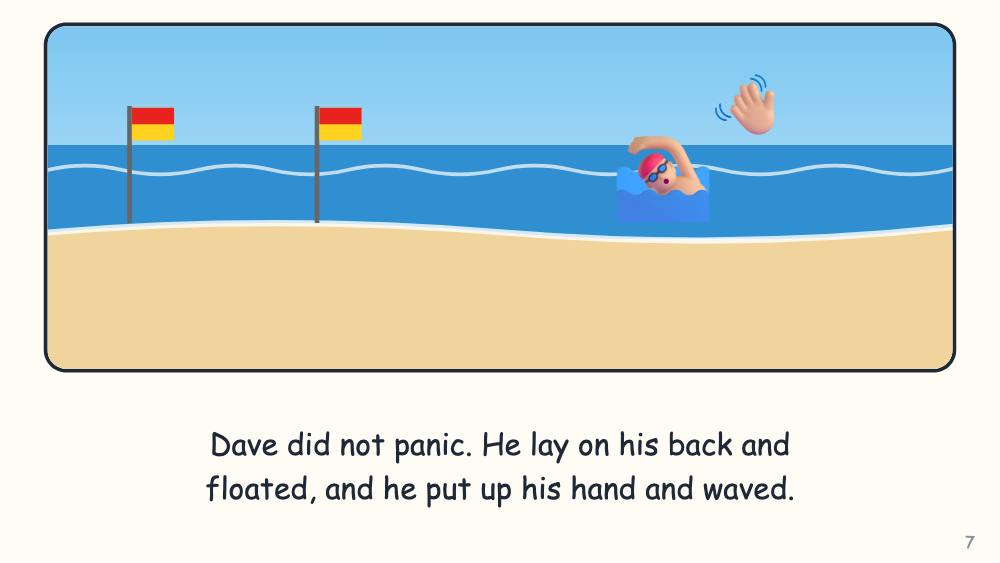 Dave did not panic. He lay on his back and
floated, and he put up his hand and waved.
7